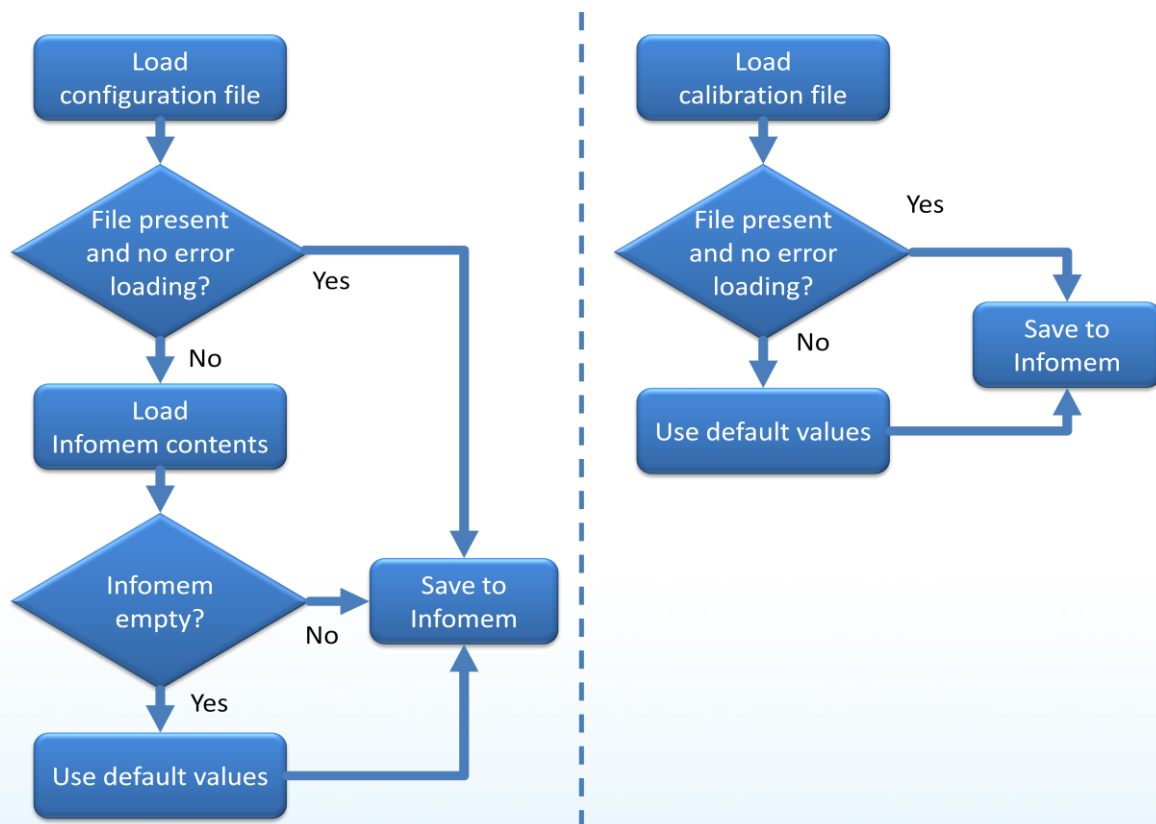 Load
configuration file
File present
and no error
loading?
Yes
No
Load
Infomem contents
Infomem
empty?
No
Save to
Infomem
Yes
Use default values
Load
calibration file
File present
and no error
loading?
Yes
No
Save to
Infomem
Use default values